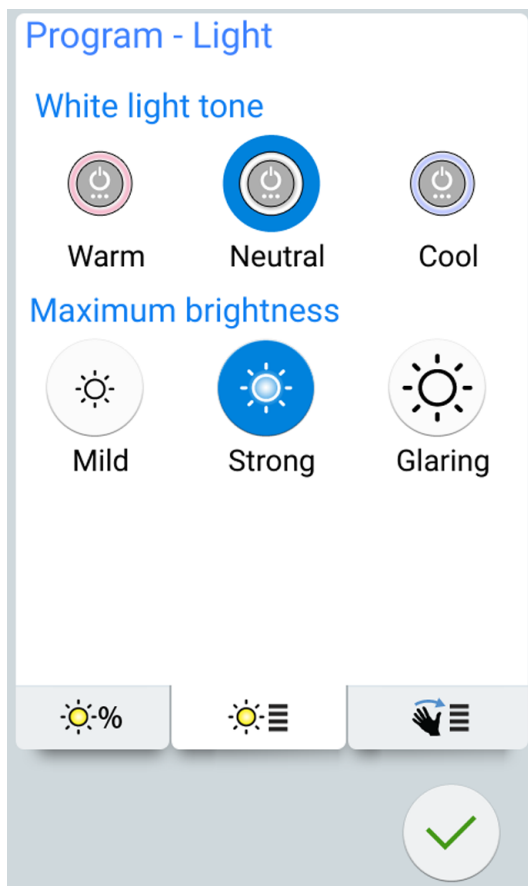 Program - Light
White light tone
Warm Neutral Cool
Maximum brightness
Mild Strong Glaring
%